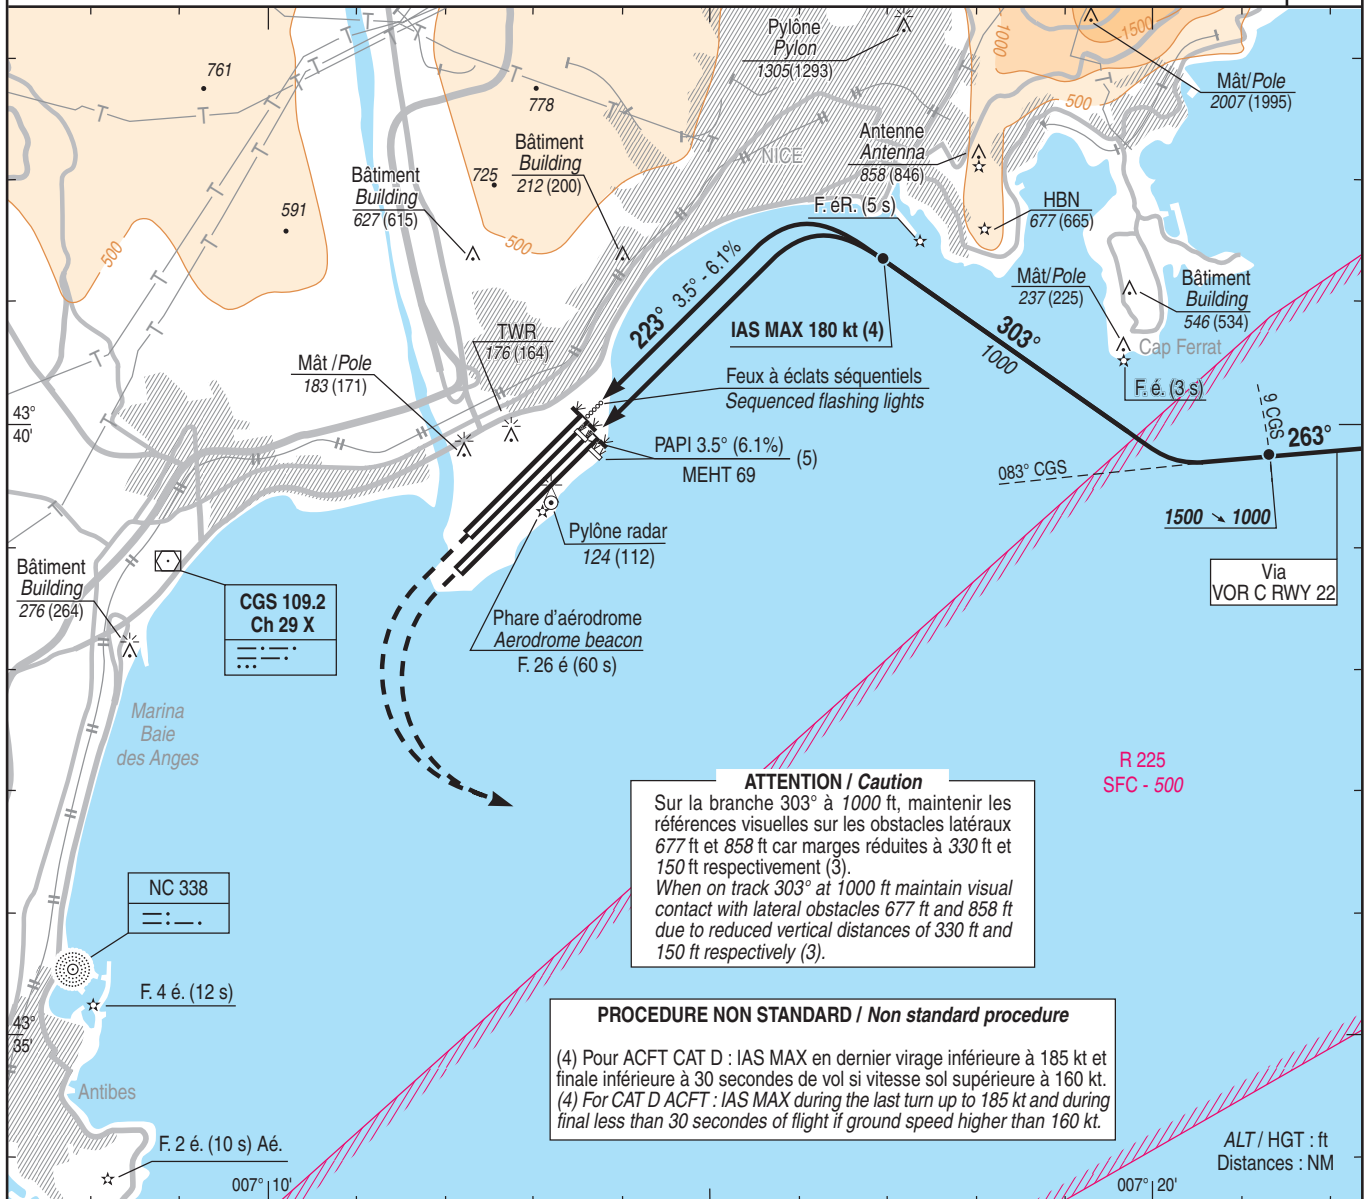 761
778
725
591
500
500
500
1000
1500
Pylône
Pylon
1305(1293)
Mât/Pole
2007 (1995)
Bâtiment
Building
212 (200)
Bâtiment
Building
627 (615)
NICE
Antenne
Antenna
858 (846)
F. éR. (5 s)
HBN
677 (665)
Mât/Pole
237 (225)
Bâtiment
Building
546 (534)
Cap Ferrat
F. é. (3 s)
223° 3.5° - 6.1%
IAS MAX 180 kt (4)
303°
1000
TWR
176 (164)
Mât /Pole
183 (171)
Feux à éclats séquentiels
Sequenced flashing lights
PAPI 3.5° (6.1%)
MEHT 69
(5)
9 CGS
263°
083° CGS
1500 ↘ 1000
Via
VOR C RWY 22
43°
40'
Pylône radar
124 (112)
Phare d'aérodrome
Aerodrome beacon
F. 26 é (60 s)
Bâtiment
Building
276 (264)
CGS 109.2
Ch 29 X
Marina
Baie
des Anges
R 225
SFC - 500
ATTENTION / Caution
Sur la branche 303° à 1000 ft, maintenir les
références visuelles sur les obstacles latéraux
677 ft et 858 ft car marges réduites à 330 ft et
150 ft respectivement (3).
When on track 303° at 1000 ft maintain visual
contact with lateral obstacles 677 ft and 858 ft
due to reduced vertical distances of 330 ft and
150 ft respectively (3).
NC 338
F. 4 é. (12 s)
43°
35'
Antibes
F. 2 é. (10 s) Aé.
PROCEDURE NON STANDARD / Non standard procedure
(4) Pour ACFT CAT D : IAS MAX en dernier virage inférieure à 185 kt et
finale inférieure à 30 secondes de vol si vitesse sol supérieure à 160 kt.
(4) For CAT D ACFT : IAS MAX during the last turn up to 185 kt and during
final less than 30 secondes of flight if ground speed higher than 160 kt.
ALT / HGT : ft
Distances : NM
007° 10'
007° 20'